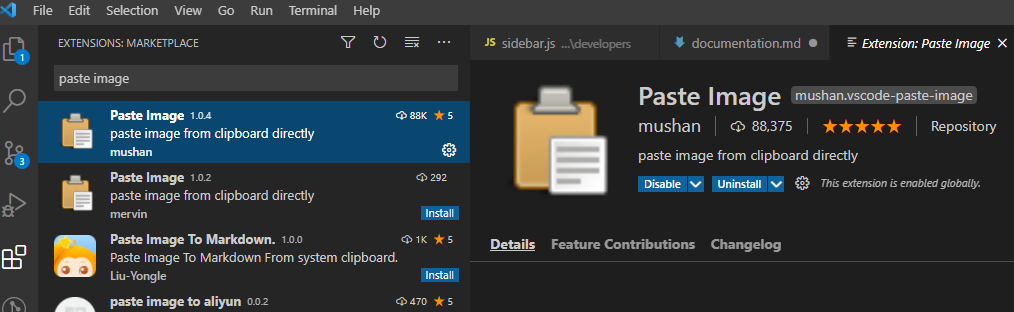 File Edit Selection View Go Run Terminal Help
EXTENSIONS: MARKETPLACE
paste image
1
3
Paste Image 1.0.4 88K 5
paste image from clipboard directly
mushan
Paste Image 1.0.2 292
paste image from clipboard directly
mervin Install
Paste Image To Markdown. 1.0.0 1K 5
Paste Image To Markdown From system clipboard.
Liu-Yongle Install
paste image to aliyun 0.0.2 470 5
JS sidebar.js ...\developers documentation.md Extension: Paste Image
Paste Image mushan.vscode-paste-image
mushan 88,375 Repository
paste image from clipboard directly
Disable Uninstall This extension is enabled globally.
Details Feature Contributions Changelog